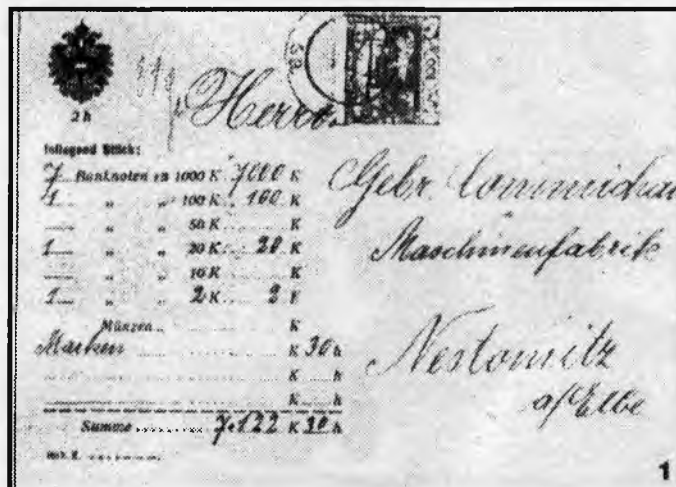 2 h
Herren
Inliegend Stück:
7 Banknoten zu 1000 K 7000 K
1 " " 100 K 100 K
" " 50 K K
1 " " 20 K 20 K
" " 10 K K
1 " " 2 K 2 K
Münzen K
Marken K 30 h
K h
K h
Summe 7.122 K 30 h
Gebr.
Maschinenfabrik
Nestomitz
a/Elbe
1